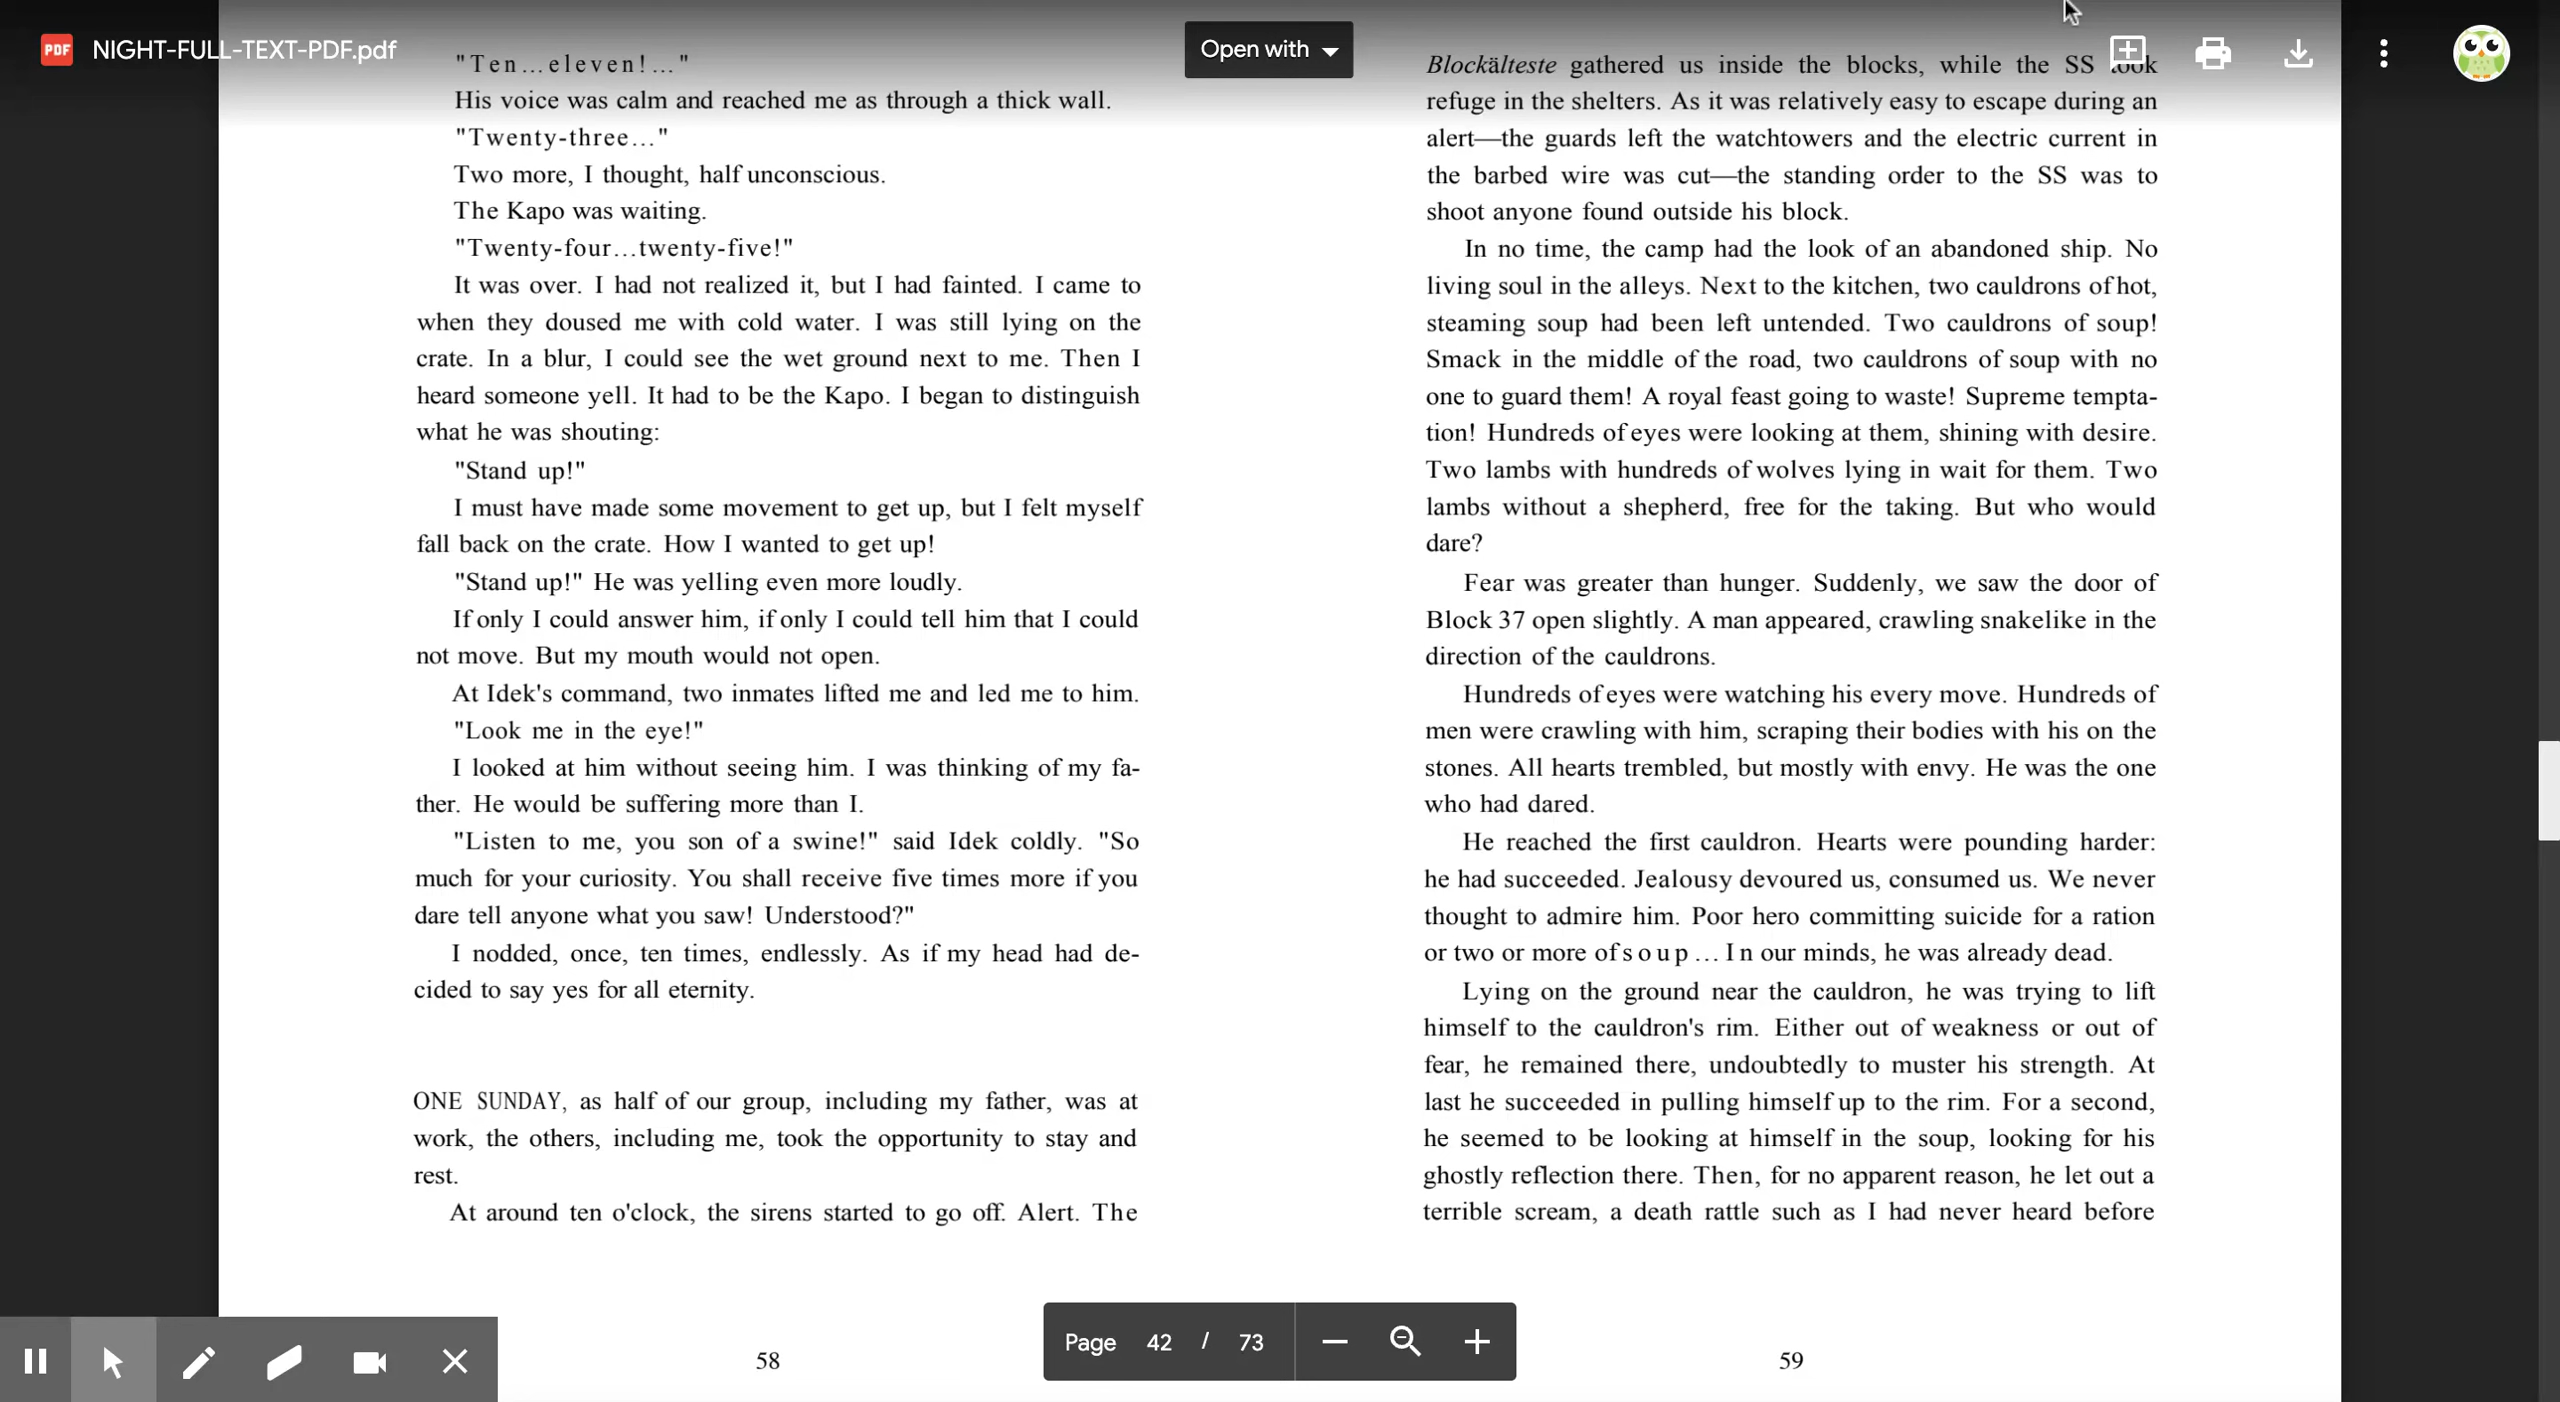 NIGHT-FULL-TEXT-PDF.pdf
Open with
"Ten...eleven!..."
His voice was calm and reached me as through a thick wall.
"Twenty-three..."
Two more, I thought, half unconscious.
The Kapo was waiting.
"Twenty-four...twenty-five!"
It was over. I had not realized it, but I had fainted. I came to
when they doused me with cold water. I was still lying on the
crate. In a blur, I could see the wet ground next to me. Then I
heard someone yell. It had to be the Kapo. I began to distinguish
what he was shouting:
"Stand up!"
I must have made some movement to get up, but I felt myself
fall back on the crate. How I wanted to get up!
"Stand up!" He was yelling even more loudly.
If only I could answer him, if only I could tell him that I could
not move. But my mouth would not open.
At Idek's command, two inmates lifted me and led me to him.
"Look me in the eye!"
I looked at him without seeing him. I was thinking of my fa-
ther. He would be suffering more than I.
"Listen to me, you son of a swine!" said Idek coldly. "So
much for your curiosity. You shall receive five times more if you
dare tell anyone what you saw! Understood?"
I nodded, once, ten times, endlessly. As if my head had de-
cided to say yes for all eternity.
ONE SUNDAY, as half of our group, including my father, was at
work, the others, including me, took the opportunity to stay and
rest.
At around ten o'clock, the sirens started to go off. Alert. The
58
Blockälteste gathered us inside the blocks, while the SS took
refuge in the shelters. As it was relatively easy to escape during an
alert—the guards left the watchtowers and the electric current in
the barbed wire was cut—the standing order to the SS was to
shoot anyone found outside his block.
In no time, the camp had the look of an abandoned ship. No
living soul in the alleys. Next to the kitchen, two cauldrons of hot,
steaming soup had been left untended. Two cauldrons of soup!
Smack in the middle of the road, two cauldrons of soup with no
one to guard them! A royal feast going to waste! Supreme tempta-
tion! Hundreds of eyes were looking at them, shining with desire.
Two lambs with hundreds of wolves lying in wait for them. Two
lambs without a shepherd, free for the taking. But who would
dare?
Fear was greater than hunger. Suddenly, we saw the door of
Block 37 open slightly. A man appeared, crawling snakelike in the
direction of the cauldrons.
Hundreds of eyes were watching his every move. Hundreds of
men were crawling with him, scraping their bodies with his on the
stones. All hearts trembled, but mostly with envy. He was the one
who had dared.
He reached the first cauldron. Hearts were pounding harder:
he had succeeded. Jealousy devoured us, consumed us. We never
thought to admire him. Poor hero committing suicide for a ration
or two or more of soup...In our minds, he was already dead.
Lying on the ground near the cauldron, he was trying to lift
himself to the cauldron's rim. Either out of weakness or out of
fear, he remained there, undoubtedly to muster his strength. At
last he succeeded in pulling himself up to the rim. For a second,
he seemed to be looking at himself in the soup, looking for his
ghostly reflection there. Then, for no apparent reason, he let out a
terrible scream, a death rattle such as I had never heard before
59
Page 42 / 73
PDF